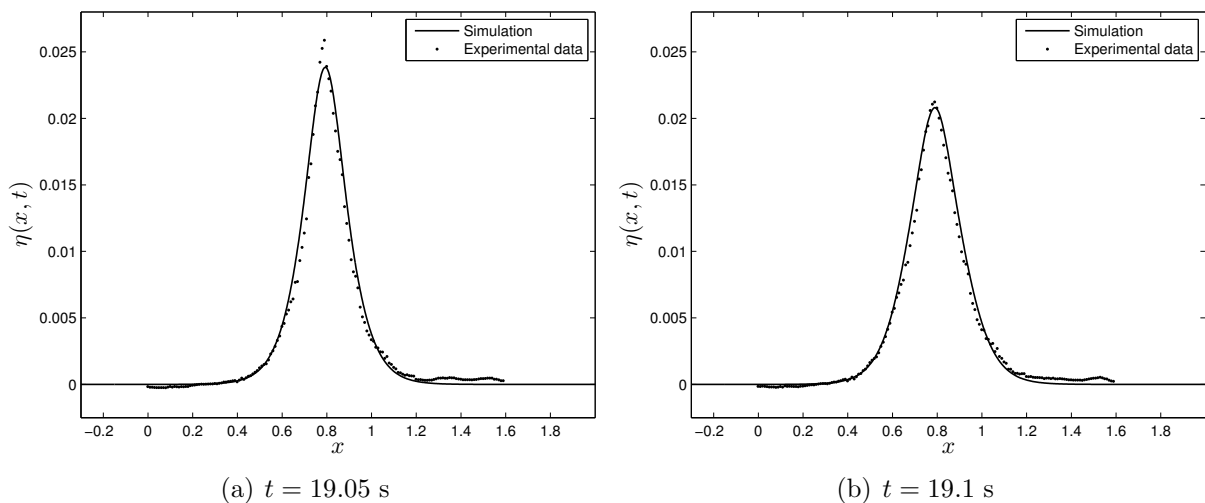 Simulation
Experimental data
0.025
0.02
0.015
0.01
0.005
0
η(x, t)
−0.2 0 0.2 0.4 0.6 0.8 1 1.2 1.4 1.6 1.8
x
(a) t = 19.05 s
Simulation
Experimental data
0.025
0.02
0.015
0.01
0.005
0
η(x, t)
−0.2 0 0.2 0.4 0.6 0.8 1 1.2 1.4 1.6 1.8
x
(b) t = 19.1 s